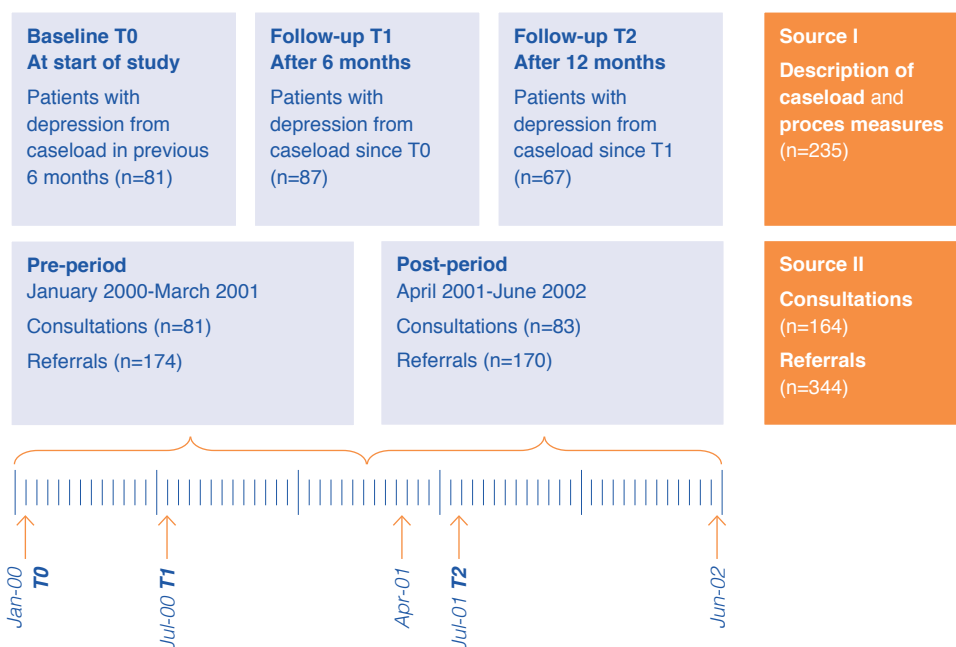 Baseline T0
At start of study
Patients with
depression from
caseload in previous
6 months (n=81)
Follow-up T1
After 6 months
Patients with
depression from
caseload since T0
(n=87)
Follow-up T2
After 12 months
Patients with
depression from
caseload since T1
(n=67)
Source I
Description of
caseload and
proces measures
(n=235)
Pre-period
January 2000-March 2001
Consultations (n=81)
Referrals (n=174)
Post-period
April 2001-June 2002
Consultations (n=83)
Referrals (n=170)
Source II
Consultations
(n=164)
Referrals
(n=344)
Jan-00
T0
Jul-00 T1
Apr-01
Jul-01 T2
Jun-02